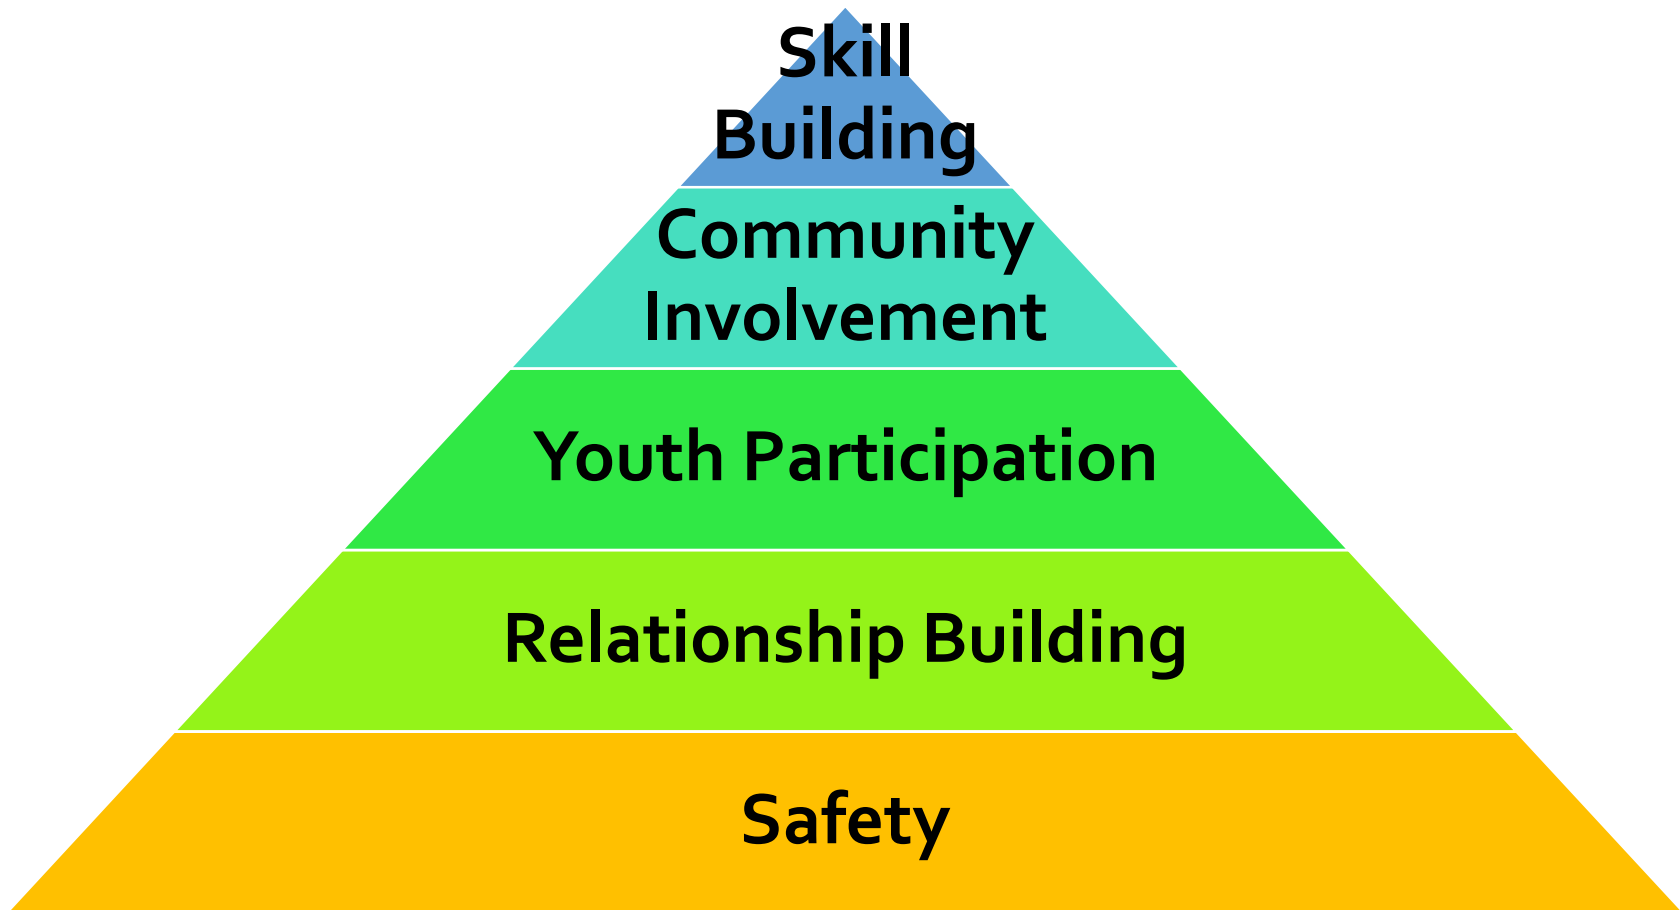 Skill
Building
Community
Involvement
Youth Participation
Relationship Building
Safety